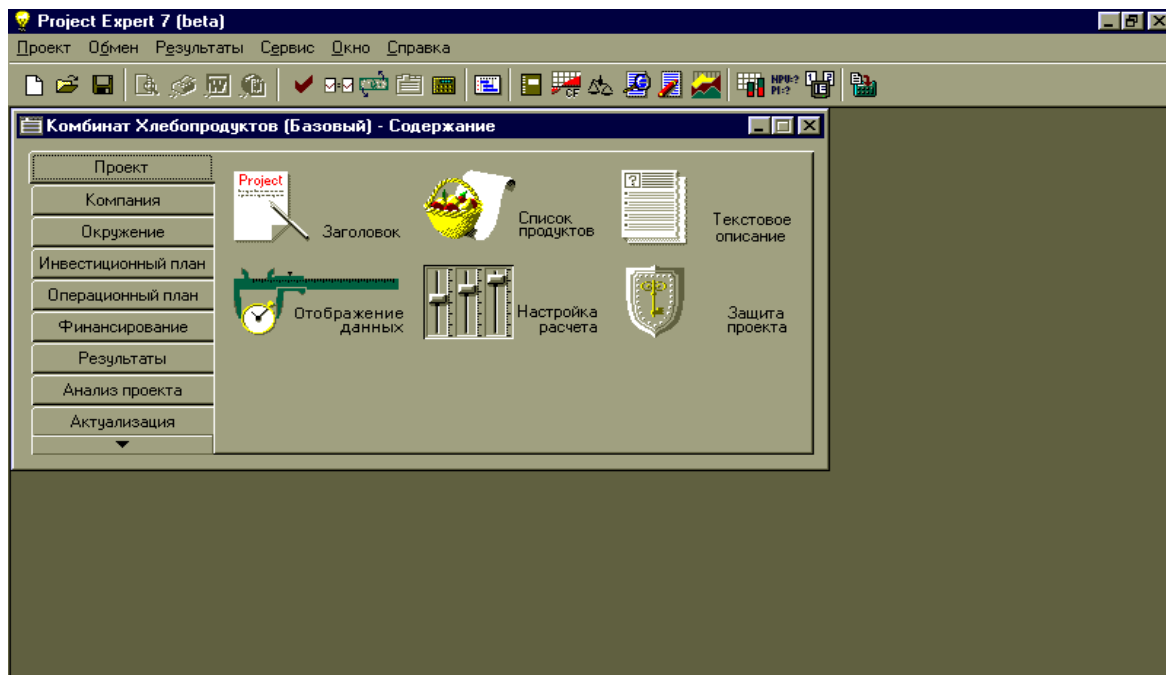 Project Expert 7 (beta)
Проект Обмен Результаты Сервис Окно Справка
NPV:?
PI:?
CF
Комбинат Хлебопродуктов (Базовый) - Содержание
Проект
Компания
Окружение
Инвестиционный план
Операционный план
Финансирование
Результаты
Анализ проекта
Актуализация
Project
Заголовок
Список
продуктов
Текстовое
описание
Отображение
данных
Настройка
расчета
Защита
проекта